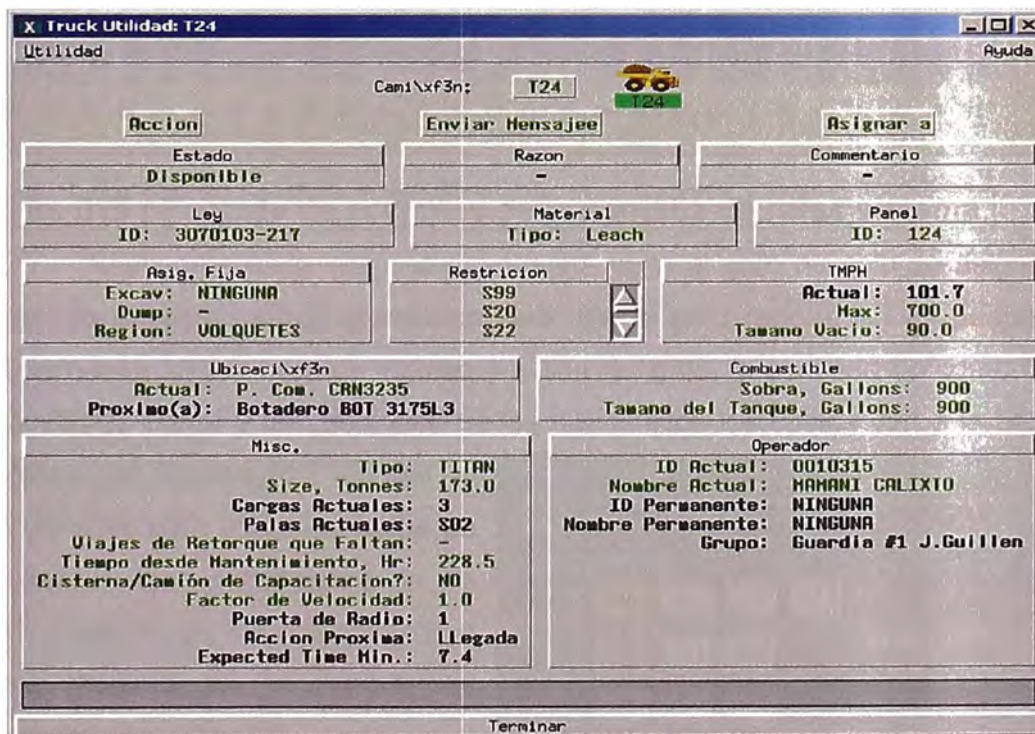 X Truck Utilidad: T24
Utilidad Ayuda
Cami\xf3n: T24
T24
Accion Enviar Mensajee Asignar a
Estado Razon Commentario
Disponible - -
Ley Material Panel
ID: 3070103-217 Tipo: Leach ID: 124
Asig. Fija Restricion TMPH
Excav: NINGUNA S99 Actual: 101.7
Dump: - S20 Max: 700.0
Region: VOLQUETES S22 Tamano Vacio: 90.0
Ubicaci\xf3n Combustible
Actual: P. Com. CRN3235 Sobra, Gallons: 900
Proximo(a): Botadero BOT 3175L3 Tamano del Tanque, Gallons: 900
Misc. Operador
Tipo: TITAN ID Actual: 0010315
Size, Tonnes: 173.0 Nombre Actual: MAMANI CALIXTO
Cargas Actuales: 3 ID Permanente: NINGUNA
Palas Actuales: S02 Nombre Permanente: NINGUNA
Viajes de Retorque que Faltan: - Grupo: Guardia #1 J.Guillen
Tiempo desde Mantenimiento, Hr: 228.5
Cisterna/Camión de Capacitacion?: NO
Factor de Velocidad: 1.0
Puerta de Radio: 1
Accion Proxima: LLegada
Expected Time Min.: 7.4
Terminar